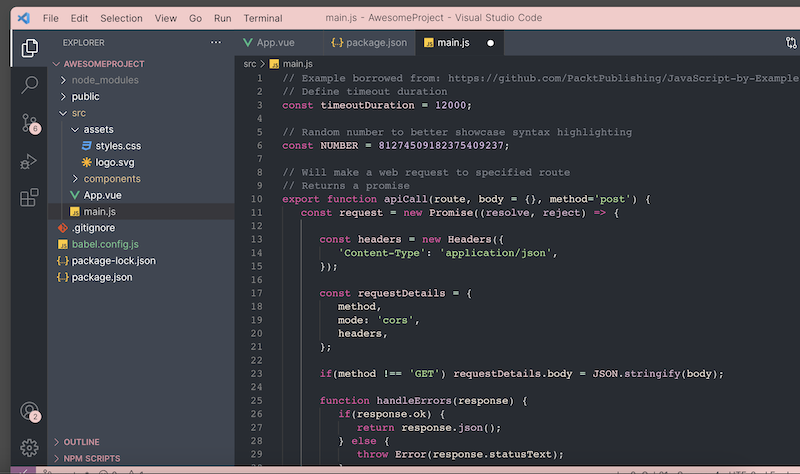 File Edit Selection View Go Run Terminal
main.js - AwesomeProject - Visual Studio Code
EXPLORER
AWESOMEPROJECT
node_modules
public
src
assets
styles.css
logo.svg
components
App.vue
main.js
.gitignore
babel.config.js
package-lock.json
package.json
OUTLINE
NPM SCRIPTS
6
2
App.vue
package.json
main.js
src > main.js
1 // Example borrowed from: https://github.com/PacktPublishing/JavaScript-by-Example
2 // Define timeout duration
3 const timeoutDuration = 12000;
4
5 // Random number to better showcase syntax highlighting
6 const NUMBER = 81274509182375409237;
7
8 // Will make a web request to specified route
9 // Returns a promise
10 export function apiCall(route, body = {}, method='post') {
11 const request = new Promise((resolve, reject) => {
12
13 const headers = new Headers({
14 'Content-Type': 'application/json',
15 });
16
17 const requestDetails = {
18 method,
19 mode: 'cors',
20 headers,
21 };
22
23 if(method !== 'GET') requestDetails.body = JSON.stringify(body);
24
25 function handleErrors(response) {
26 if(response.ok) {
27 return response.json();
28 } else {
29 throw Error(response.statusText);